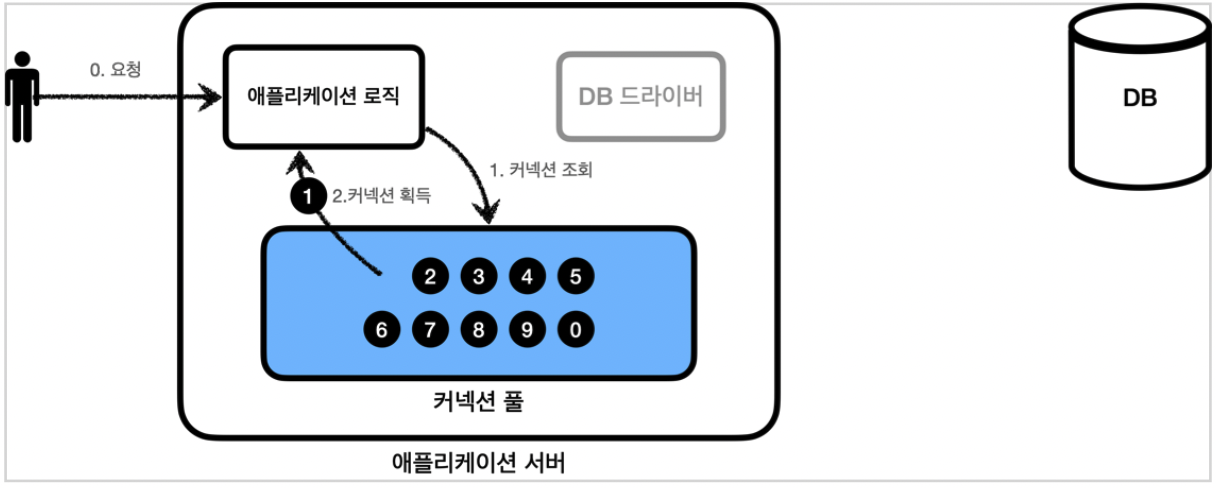 0. 요청
애플리케이션 로직
DB 드라이버
DB
1. 커넥션 조회
1
2.커넥션 획득
2 3 4 5
6 7 8 9 0
커넥션 풀
애플리케이션 서버